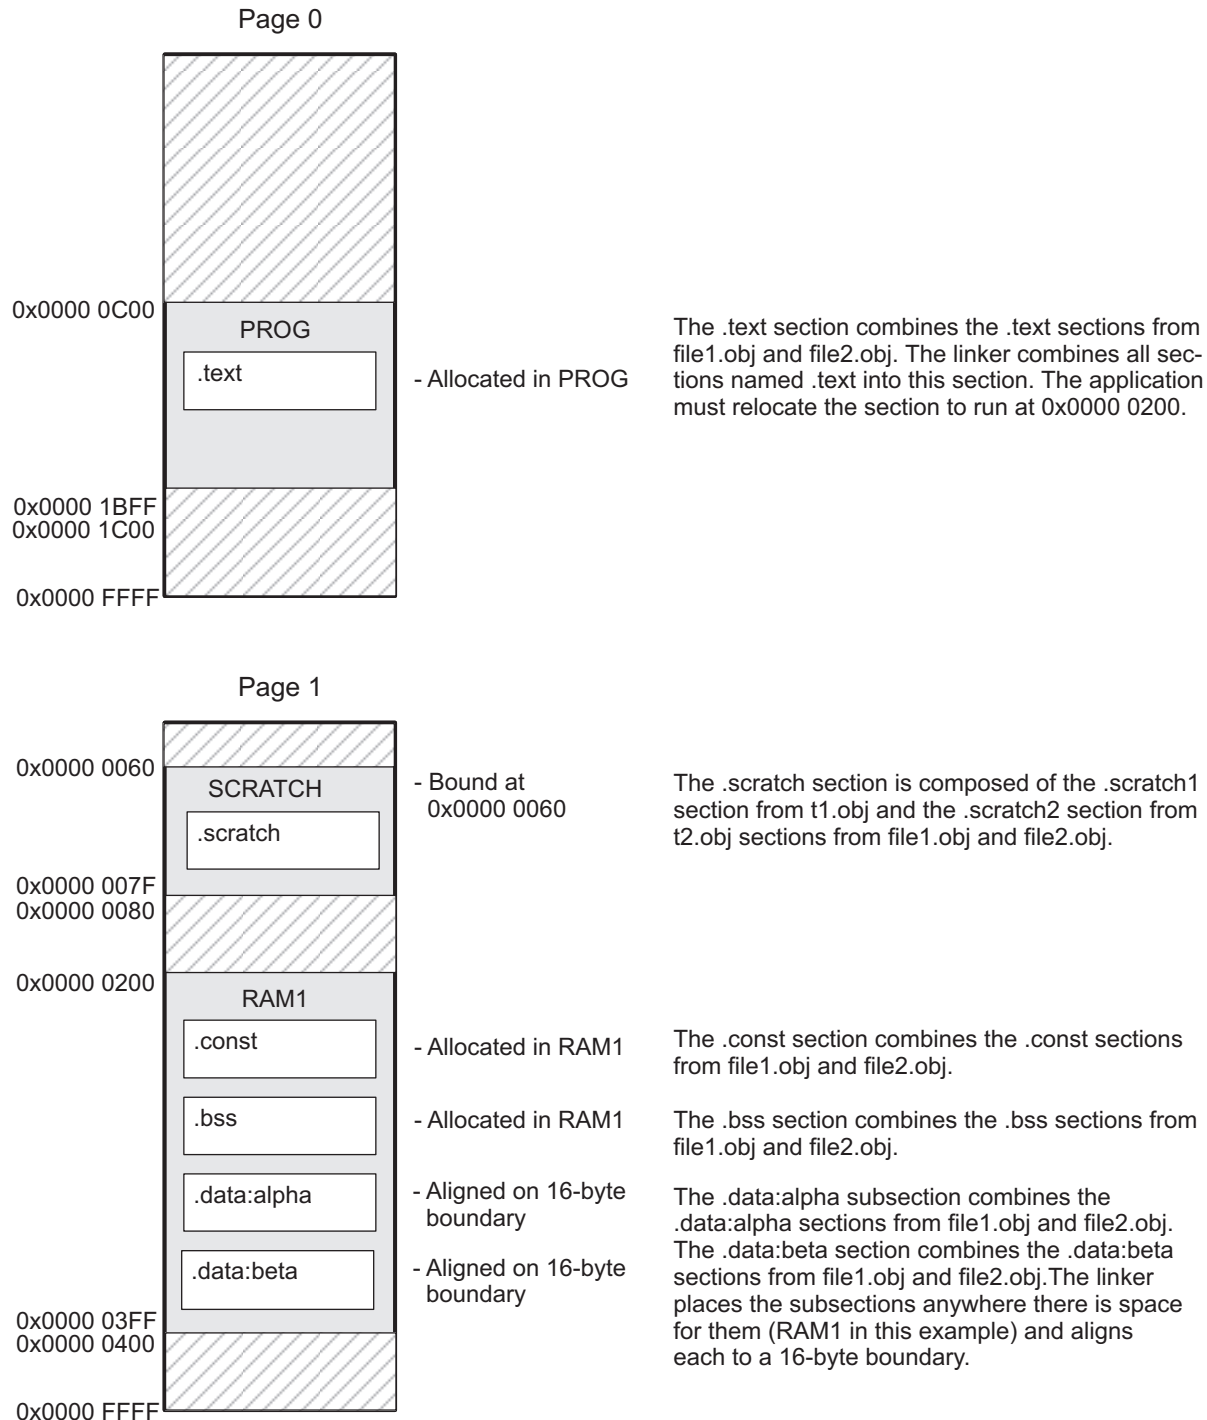 Page 0
0x0000 0C00
PROG
.text
- Allocated in PROG
The .text section combines the .text sections from
file1.obj and file2.obj. The linker combines all sec-
tions named .text into this section. The application
must relocate the section to run at 0x0000 0200.
0x0000 1BFF
0x0000 1C00
0x0000 FFFF
Page 1
0x0000 0060
SCRATCH
.scratch
- Bound at
0x0000 0060
The .scratch section is composed of the .scratch1
section from t1.obj and the .scratch2 section from
t2.obj sections from file1.obj and file2.obj.
0x0000 007F
0x0000 0080
0x0000 0200
RAM1
.const
- Allocated in RAM1
The .const section combines the .const sections
from file1.obj and file2.obj.
.bss
- Allocated in RAM1
The .bss section combines the .bss sections from
file1.obj and file2.obj.
.data:alpha
- Aligned on 16-byte
boundary
The .data:alpha subsection combines the
.data:alpha sections from file1.obj and file2.obj.
The .data:beta section combines the .data:beta
sections from file1.obj and file2.obj.The linker
places the subsections anywhere there is space
for them (RAM1 in this example) and aligns
each to a 16-byte boundary.
.data:beta
- Aligned on 16-byte
boundary
0x0000 03FF
0x0000 0400
0x0000 FFFF